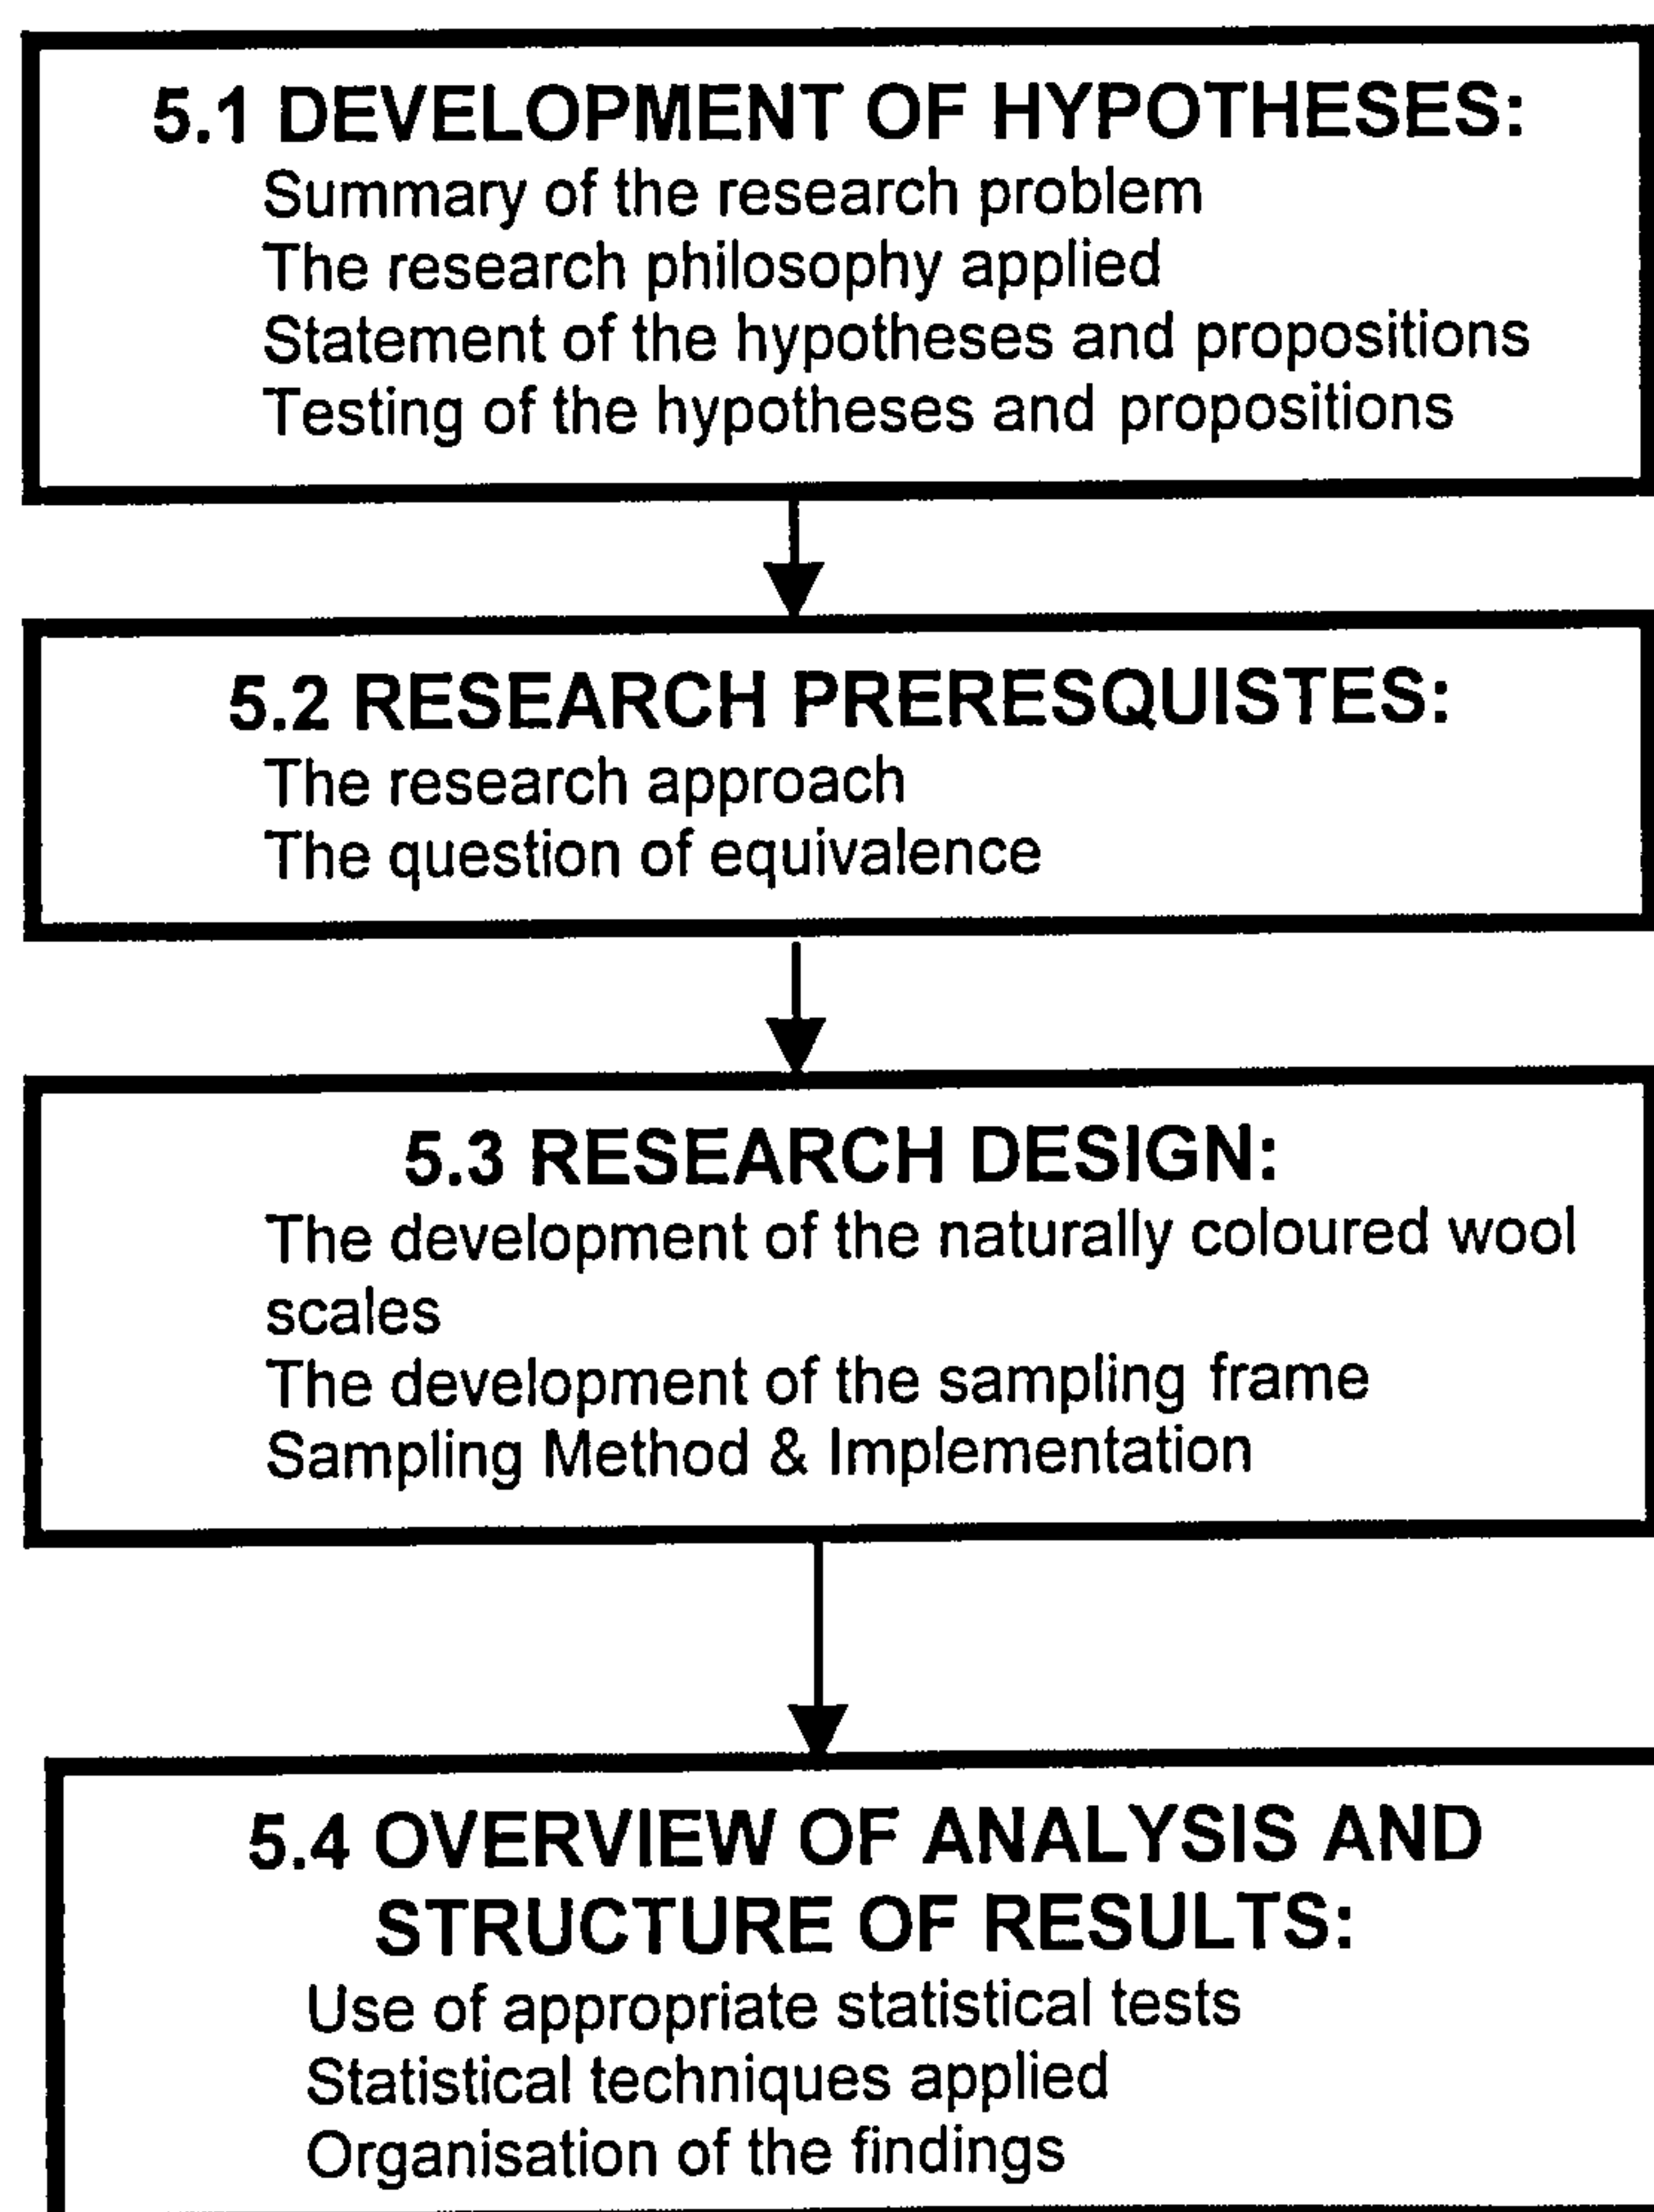 5.1 DEVELOPMENT OF HYPOTHESES:
Summary of the research problem
The research philosophy applied
Statement of the hypotheses and propositions
Testing of the hypotheses and propositions
5.2 RESEARCH PRERESQUISTES:
The research approach
The question of equivalence
5.3 RESEARCH DESIGN:
The development of the naturally coloured wool
scales
The development of the sampling frame
Sampling Method & Implementation
5.4 OVERVIEW OF ANALYSIS AND
STRUCTURE OF RESULTS:
Use of appropriate statistical tests
Statistical techniques applied
Organisation of the findings